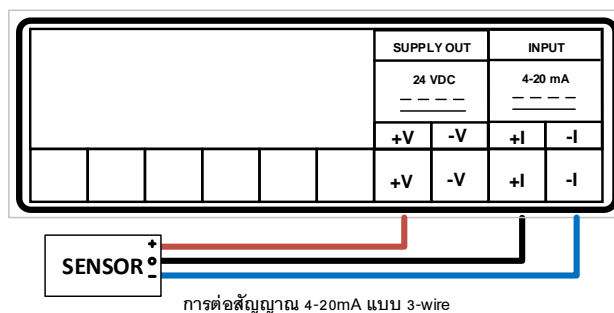 SUPPLY OUT INPUT
24 VDC 4-20 mA
+V -V +I -I
+V -V +I -I
SENSOR + o −
การต่อสัญญาณ 4-20mA แบบ 3-wire